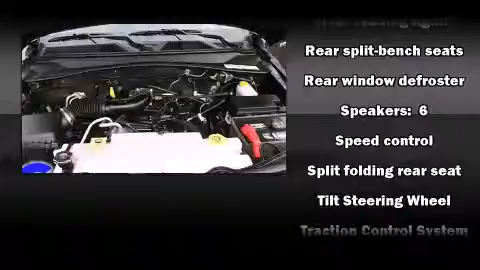 Rear split-bench seats
Rear window defroster
Speakers: 6
Speed control
Split folding rear seat
Tilt Steering Wheel
Traction Control System